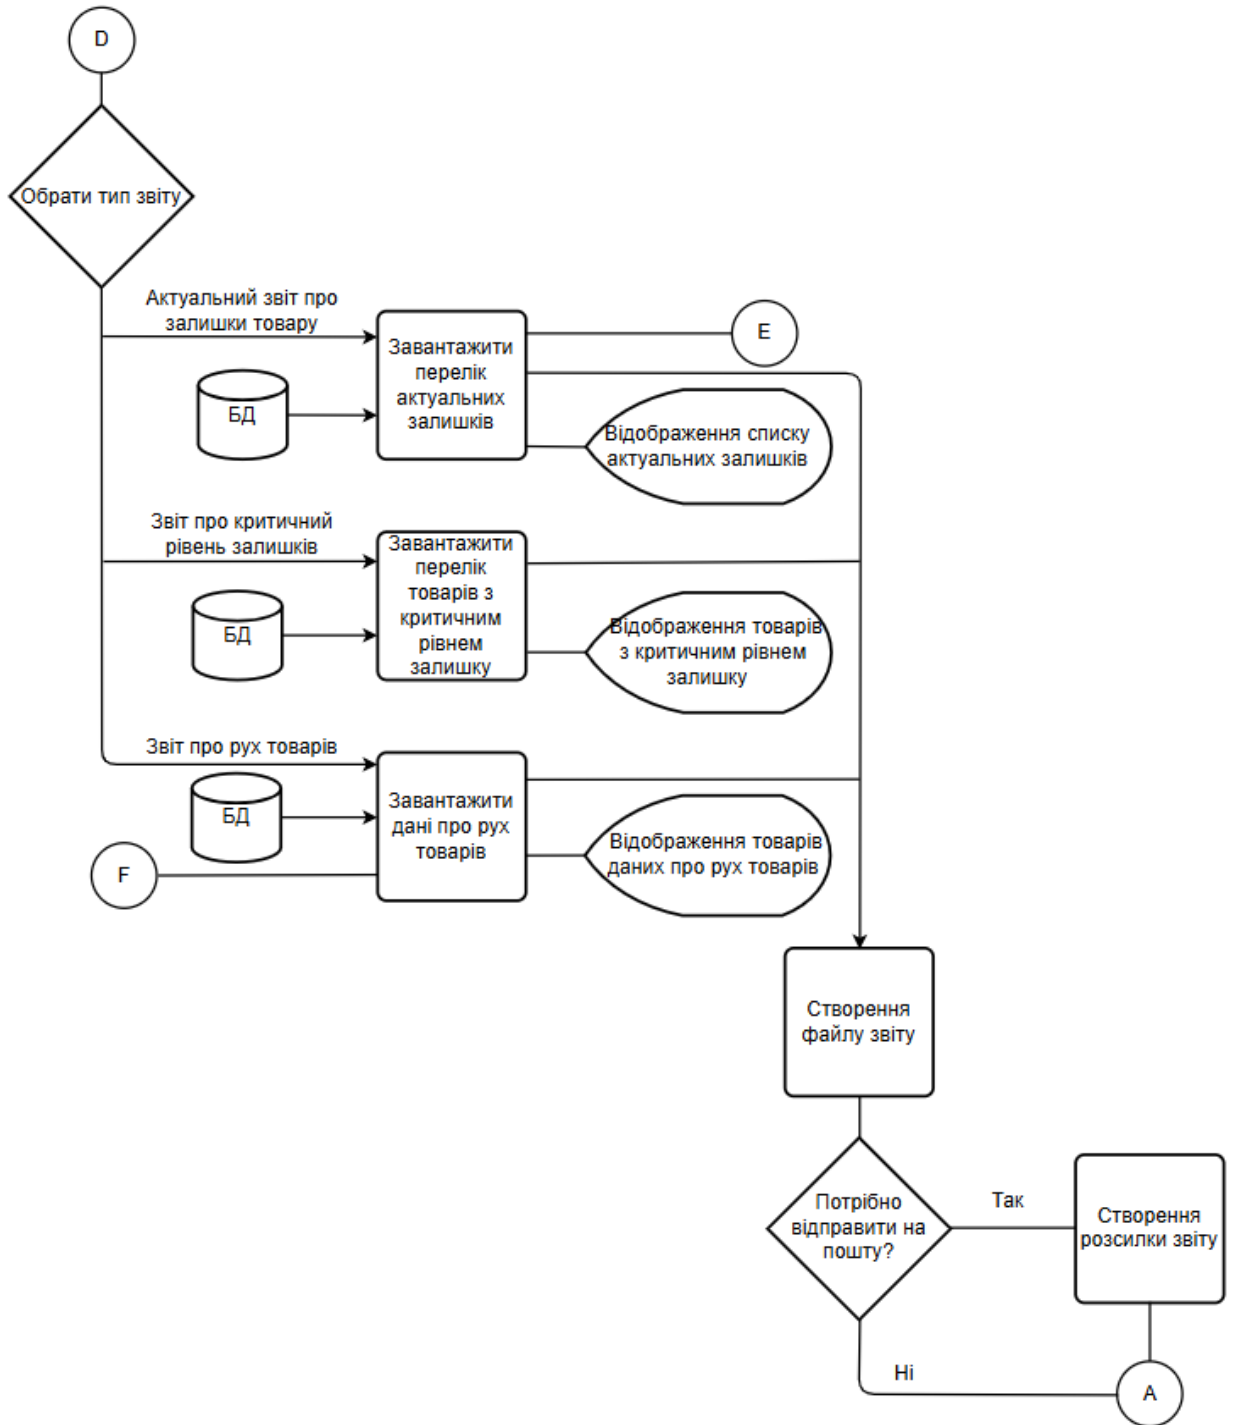 D
Обрати тип звіту
Актуальний звіт про
залишки товару
E
Завантажити
перелік
актуальних
залишків
БД
Відображення списку
актуальних залишків
Звіт про критичний
рівень залишків
Завантажити
перелік
товарів з
критичним
рівнем
залишку
БД
Відображення товарів
з критичним рівнем
залишку
Звіт про рух товарів
БД
Завантажити
дані про рух
товарів
Відображення товарів
даних про рух товарів
F
Створення
файлу звіту
Потрібно
відправити на
пошту?
Так
Створення
розсилки звіту
Ні
A